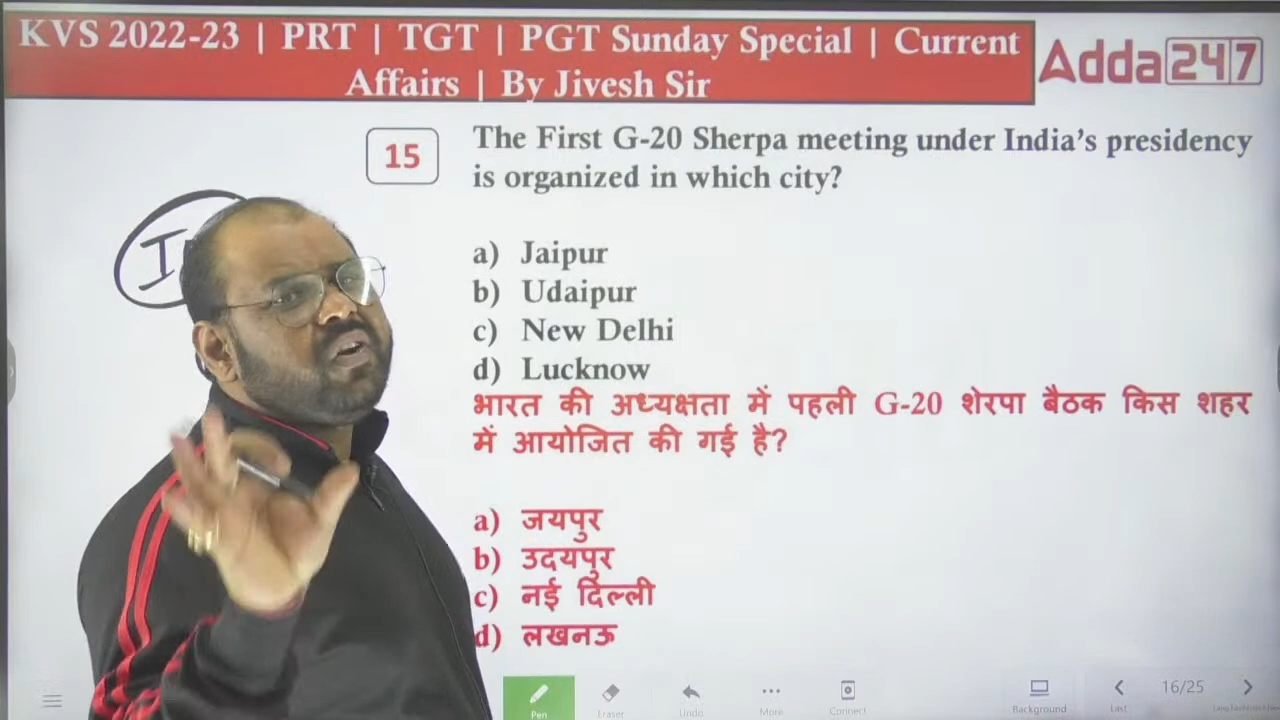 KVS 2022-23 | PRT | TGT | PGT Sunday Special | Current
Affairs | By Jivesh Sir
Adda247
15
The First G-20 Sherpa meeting under India's presidency
is organized in which city?
I
a) Jaipur
b) Udaipur
c) New Delhi
d) Lucknow
भारत की अध्यक्षता में पहली G-20 शेरपा बैठक किस शहर
में आयोजित की गई है?
a) जयपुर
b) उदयपुर
c) नई दिल्ली
d) लखनऊ
Pen
Eraser
Undo
More
Connect
Background
Last
16/25